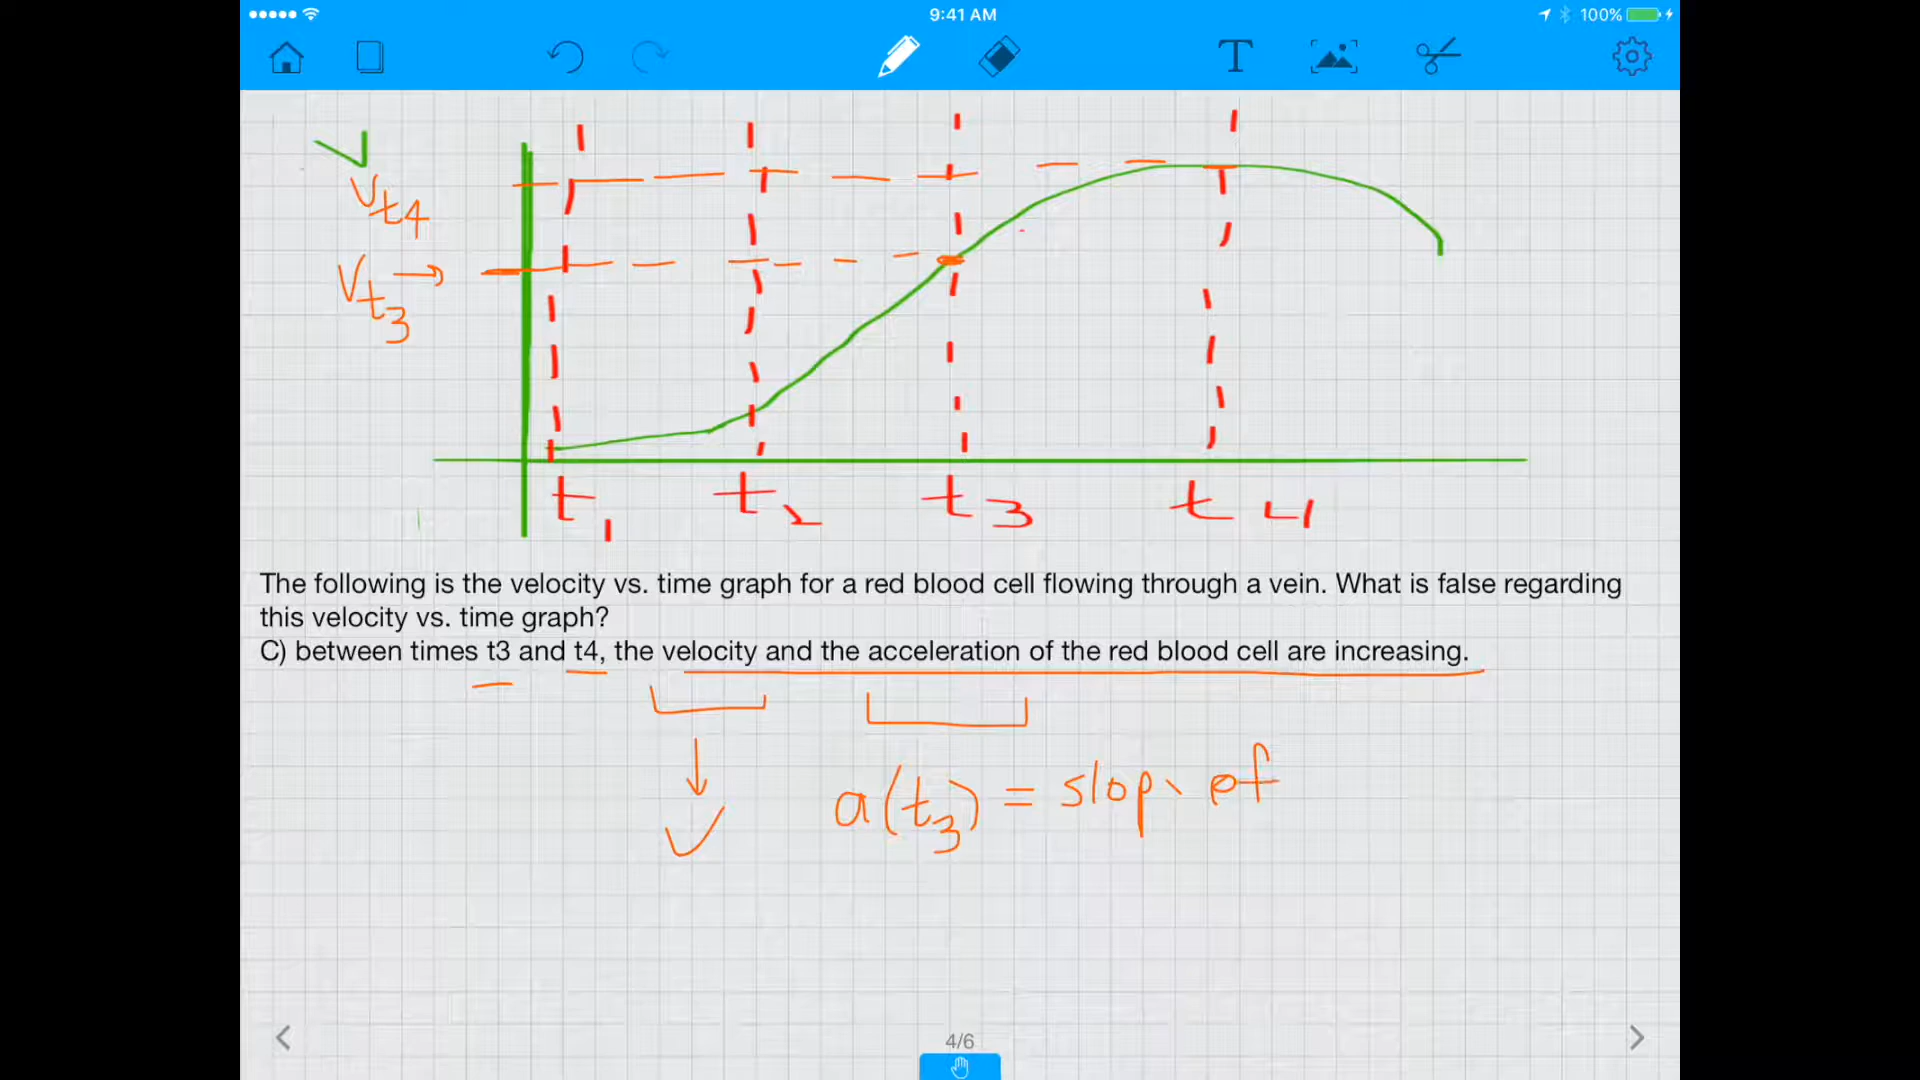 9:41 AM
100%
T
V
Vt4
Vt3
t1 t2 t3 t4
The following is the velocity vs. time graph for a red blood cell flowing through a vein. What is false regarding
this velocity vs. time graph?
C) between times t3 and t4, the velocity and the acceleration of the red blood cell are increasing.
a(t3) = slop of
4/6